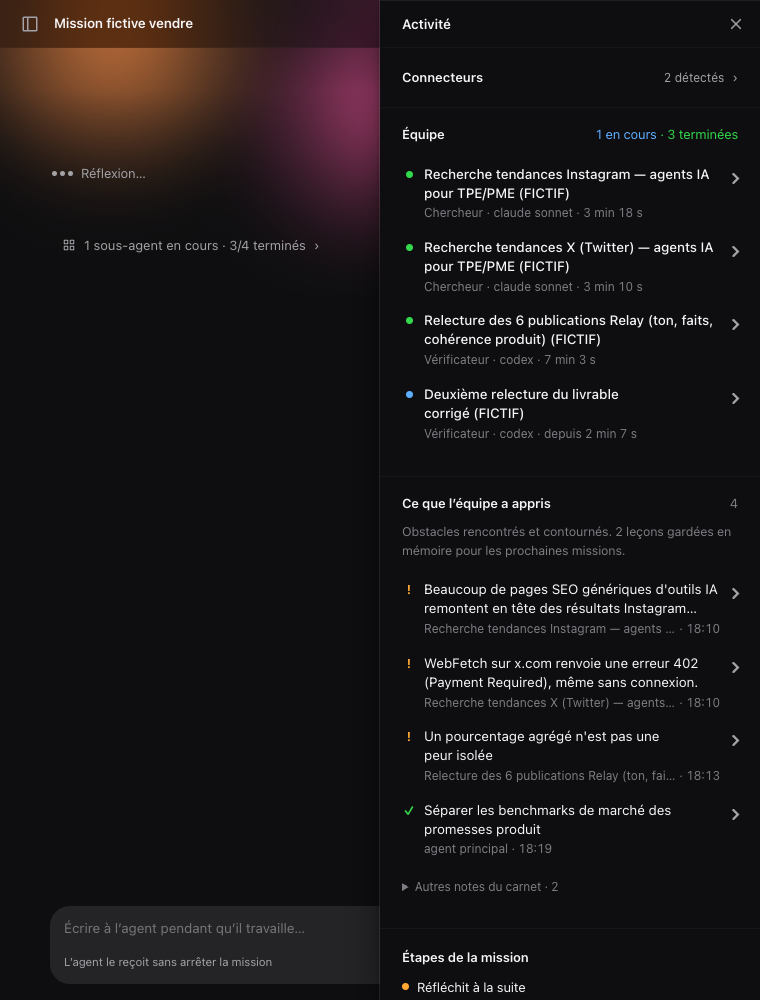 Mission fictive vendre
Réflexion...
1 sous-agent en cours · 3/4 terminés ›
Écrire à l'agent pendant qu'il travaille...
L'agent le reçoit sans arrêter la mission
Activité
Connecteurs
2 détectés ›
Équipe
1 en cours · 3 terminées
Recherche tendances Instagram — agents IA
pour TPE/PME (FICTIF)
Chercheur · claude sonnet · 3 min 18 s
Recherche tendances X (Twitter) — agents IA
pour TPE/PME (FICTIF)
Chercheur · claude sonnet · 3 min 10 s
Relecture des 6 publications Relay (ton, faits,
cohérence produit) (FICTIF)
Vérificateur · codex · 7 min 3 s
Deuxième relecture du livrable
corrigé (FICTIF)
Vérificateur · codex · depuis 2 min 7 s
Ce que l'équipe a appris
4
Obstacles rencontrés et contournés. 2 leçons gardées en
mémoire pour les prochaines missions.
! Beaucoup de pages SEO génériques d'outils IA
remontent en tête des résultats Instagram...
Recherche tendances Instagram — agents ... · 18:10
! WebFetch sur x.com renvoie une erreur 402
(Payment Required), même sans connexion.
Recherche tendances X (Twitter) — agents... · 18:10
! Un pourcentage agrégé n'est pas une
peur isolée
Relecture des 6 publications Relay (ton, fai... · 18:13
Séparer les benchmarks de marché des
promesses produit
agent principal · 18:19
Autres notes du carnet · 2
Étapes de la mission
Réfléchit à la suite